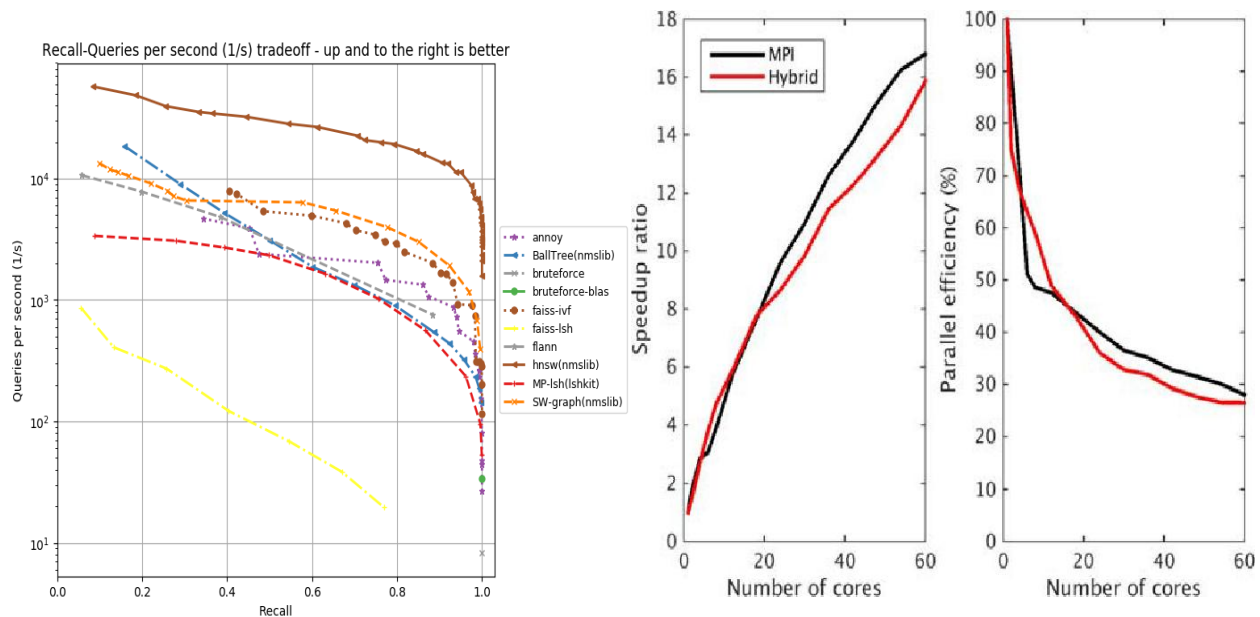 Recall-Queries per second (1/s) tradeoff - up and to the right is better
Queries per second (1/s)
10^4
10^3
10^2
10^1
0.0 0.2 0.4 0.6 0.8 1.0
Recall
annoy
BallTree(nmslib)
bruteforce
bruteforce-blas
faiss-ivf
faiss-lsh
flann
hnsw(nmslib)
MP-lsh(lshkit)
SW-graph(nmslib)
Speedup ratio
18
16
14
12
10
8
6
4
2
0
0 20 40 60
Number of cores
MPI
Hybrid
Parallel efficiency (%)
100
90
80
70
60
50
40
30
20
10
0
0 20 40 60
Number of cores